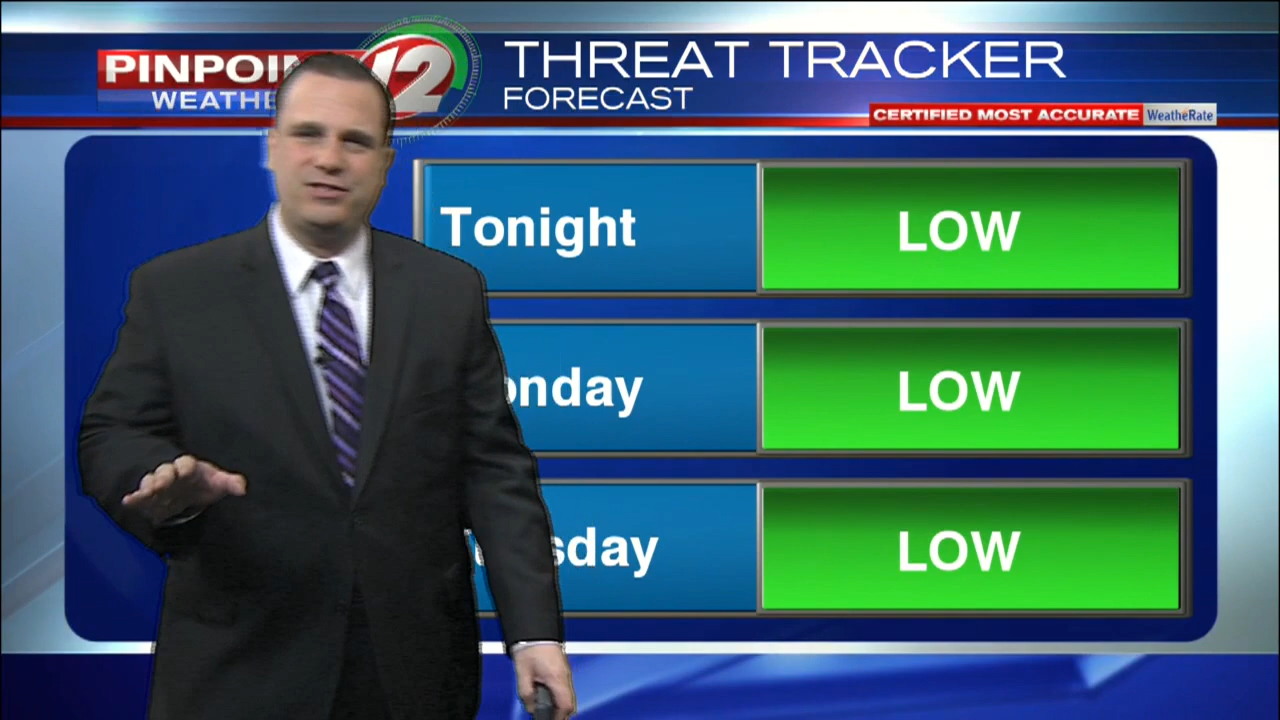 PINPOI
WEATHE
12
THREAT TRACKER
FORECAST
CERTIFIED MOST ACCURATE WeatheRate
Tonight LOW
onday LOW
sday LOW